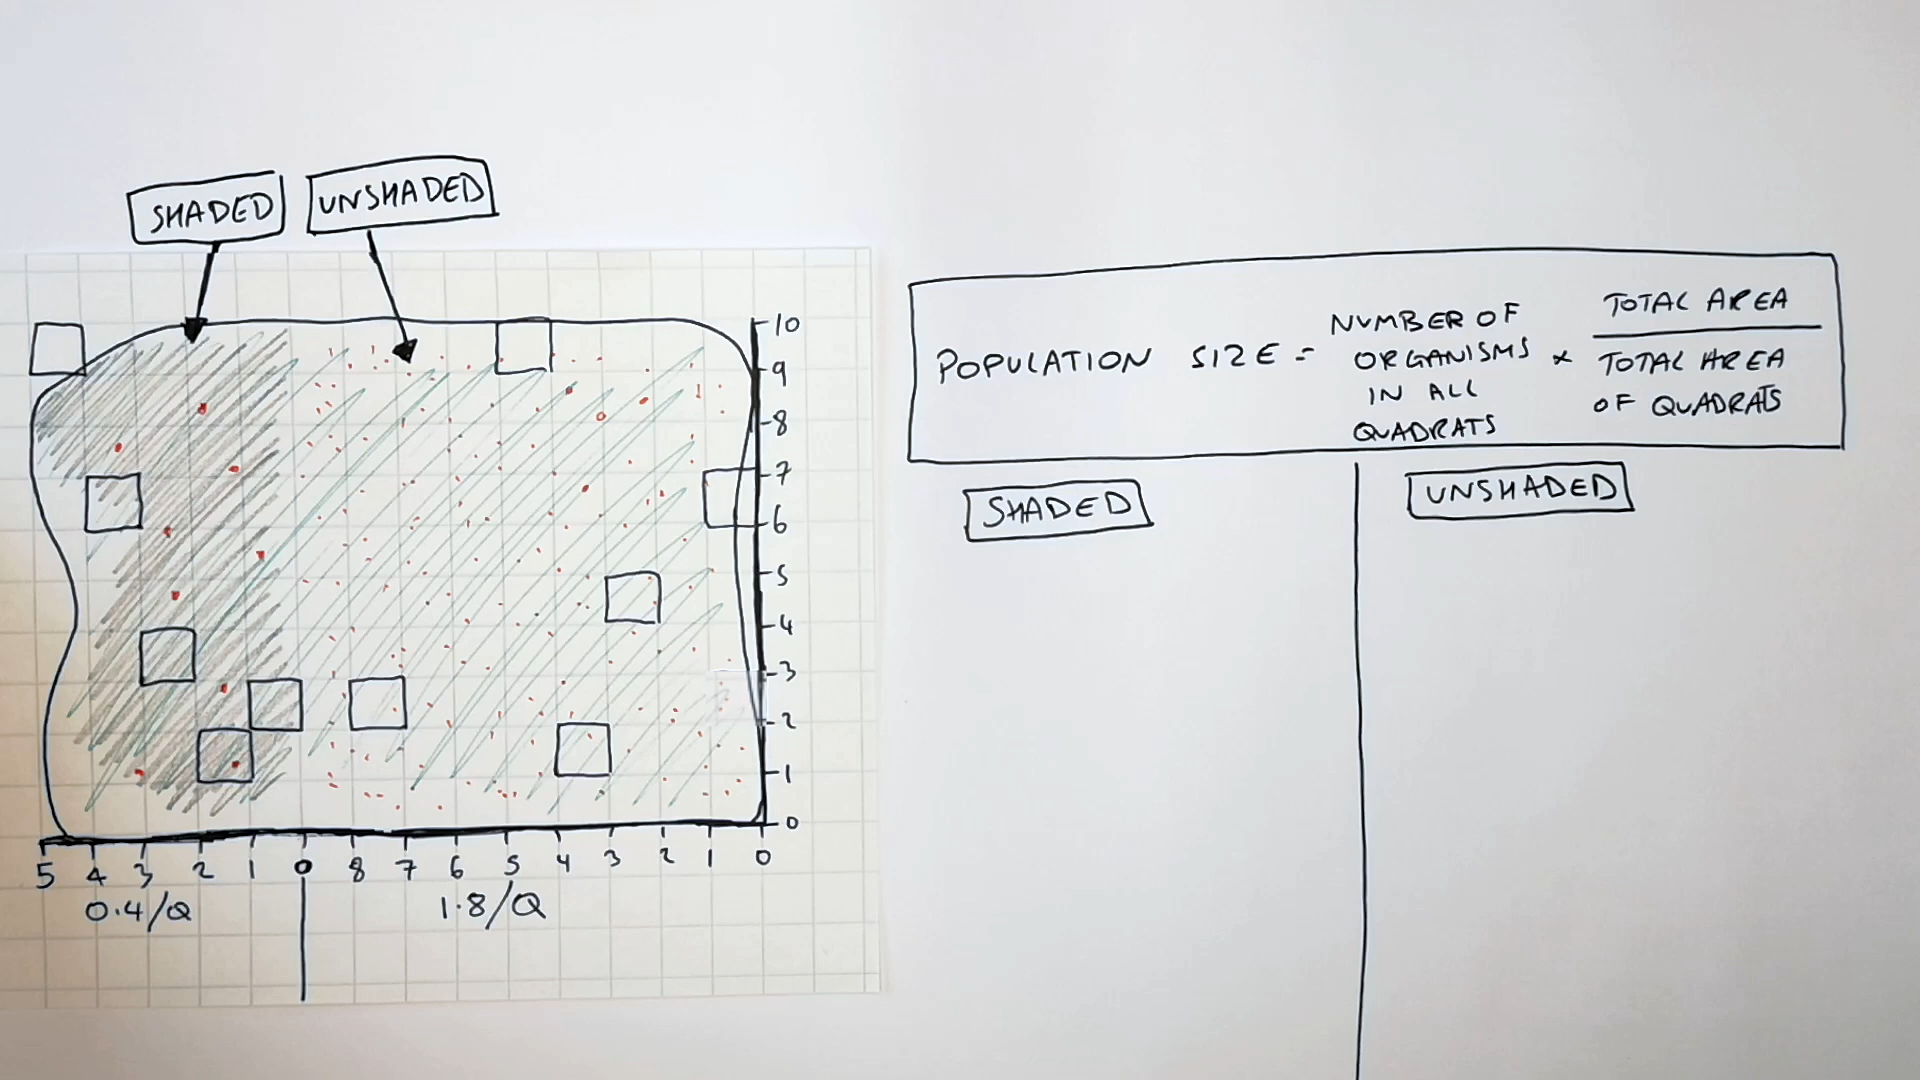 SHADED
UNSHADED
10
9
8
7
6
5
4
3
2
1
0
5 4 3 2 1 0 8 7 6 5 4 3 2 1 0
0.4/Q
1.8/Q
POPULATION SIZE = NUMBER OF ORGANISMS IN ALL QUADRATS × TOTAL AREA
TOTAL AREA OF QUADRATS
SHADED
UNSHADED